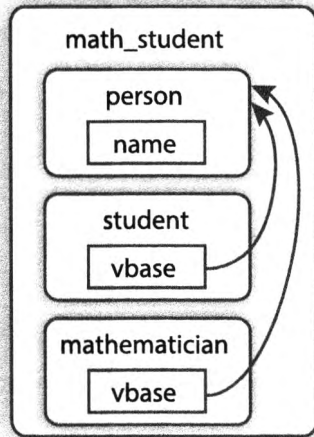 math_student
person
name
student
vbase
mathematician
vbase